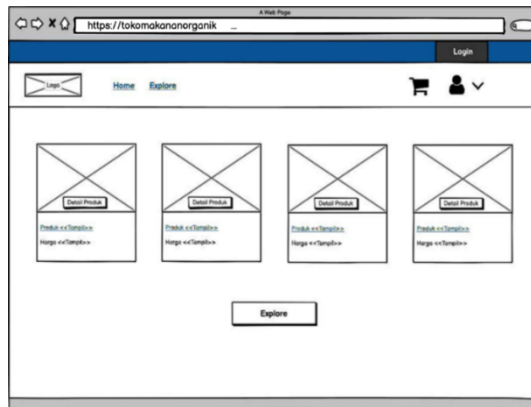 A Web Page
https://tokomakananorganik
Login
Logo
Home Explore
Detail Produk Detail Produk Detail Produk Detail Produk
Produk <<Tampil>> Produk <<Tampil>> Produk <<Tampil>> Produk <<Tampil>>
Harga <<Tampil>> Harga <<Tampil>> Harga <<Tampil>> Harga <<Tampil>>
Explore